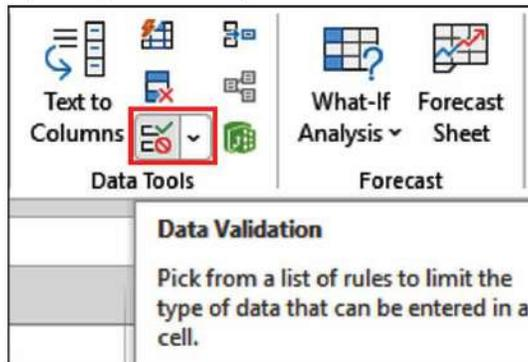 Text to
Columns
What-If
Analysis
Forecast
Sheet
Data Tools
Forecast
Data Validation
Pick from a list of rules to limit the
type of data that can be entered in a
cell.